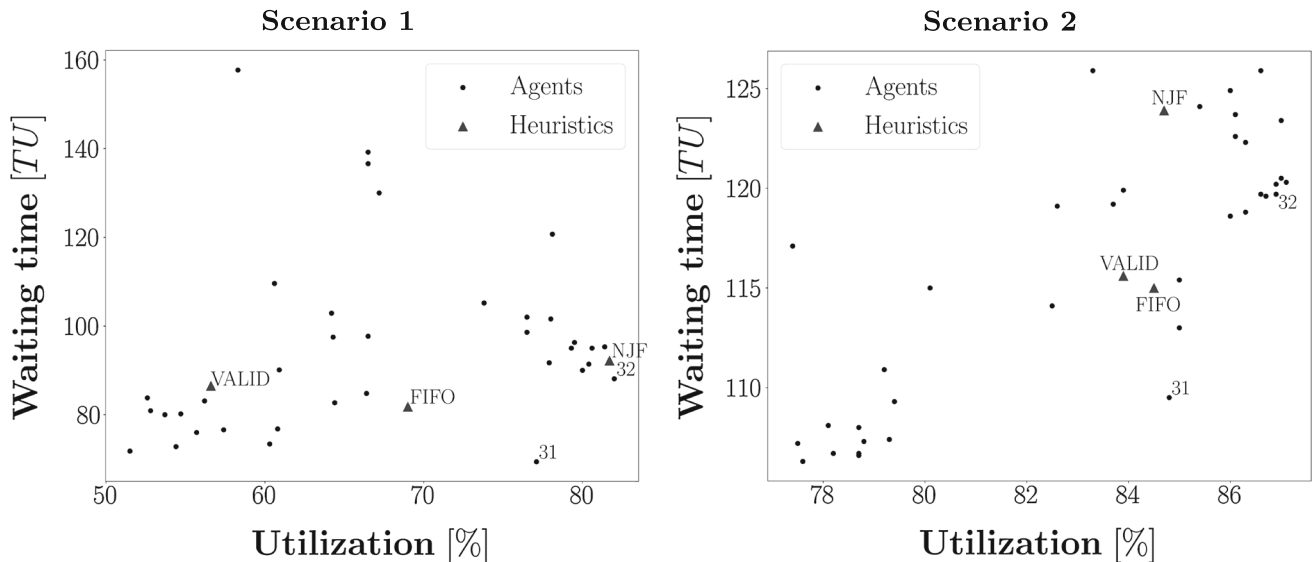 Scenario 1
160
140
120
100
80
50
60
70
80
Waiting time [TU]
Utilization [%]
Agents
Heuristics
VALID
FIFO
NJF
32
31
Scenario 2
125
120
115
110
78
80
82
84
86
Waiting time [TU]
Utilization [%]
Agents
Heuristics
NJF
32
VALID
FIFO
31